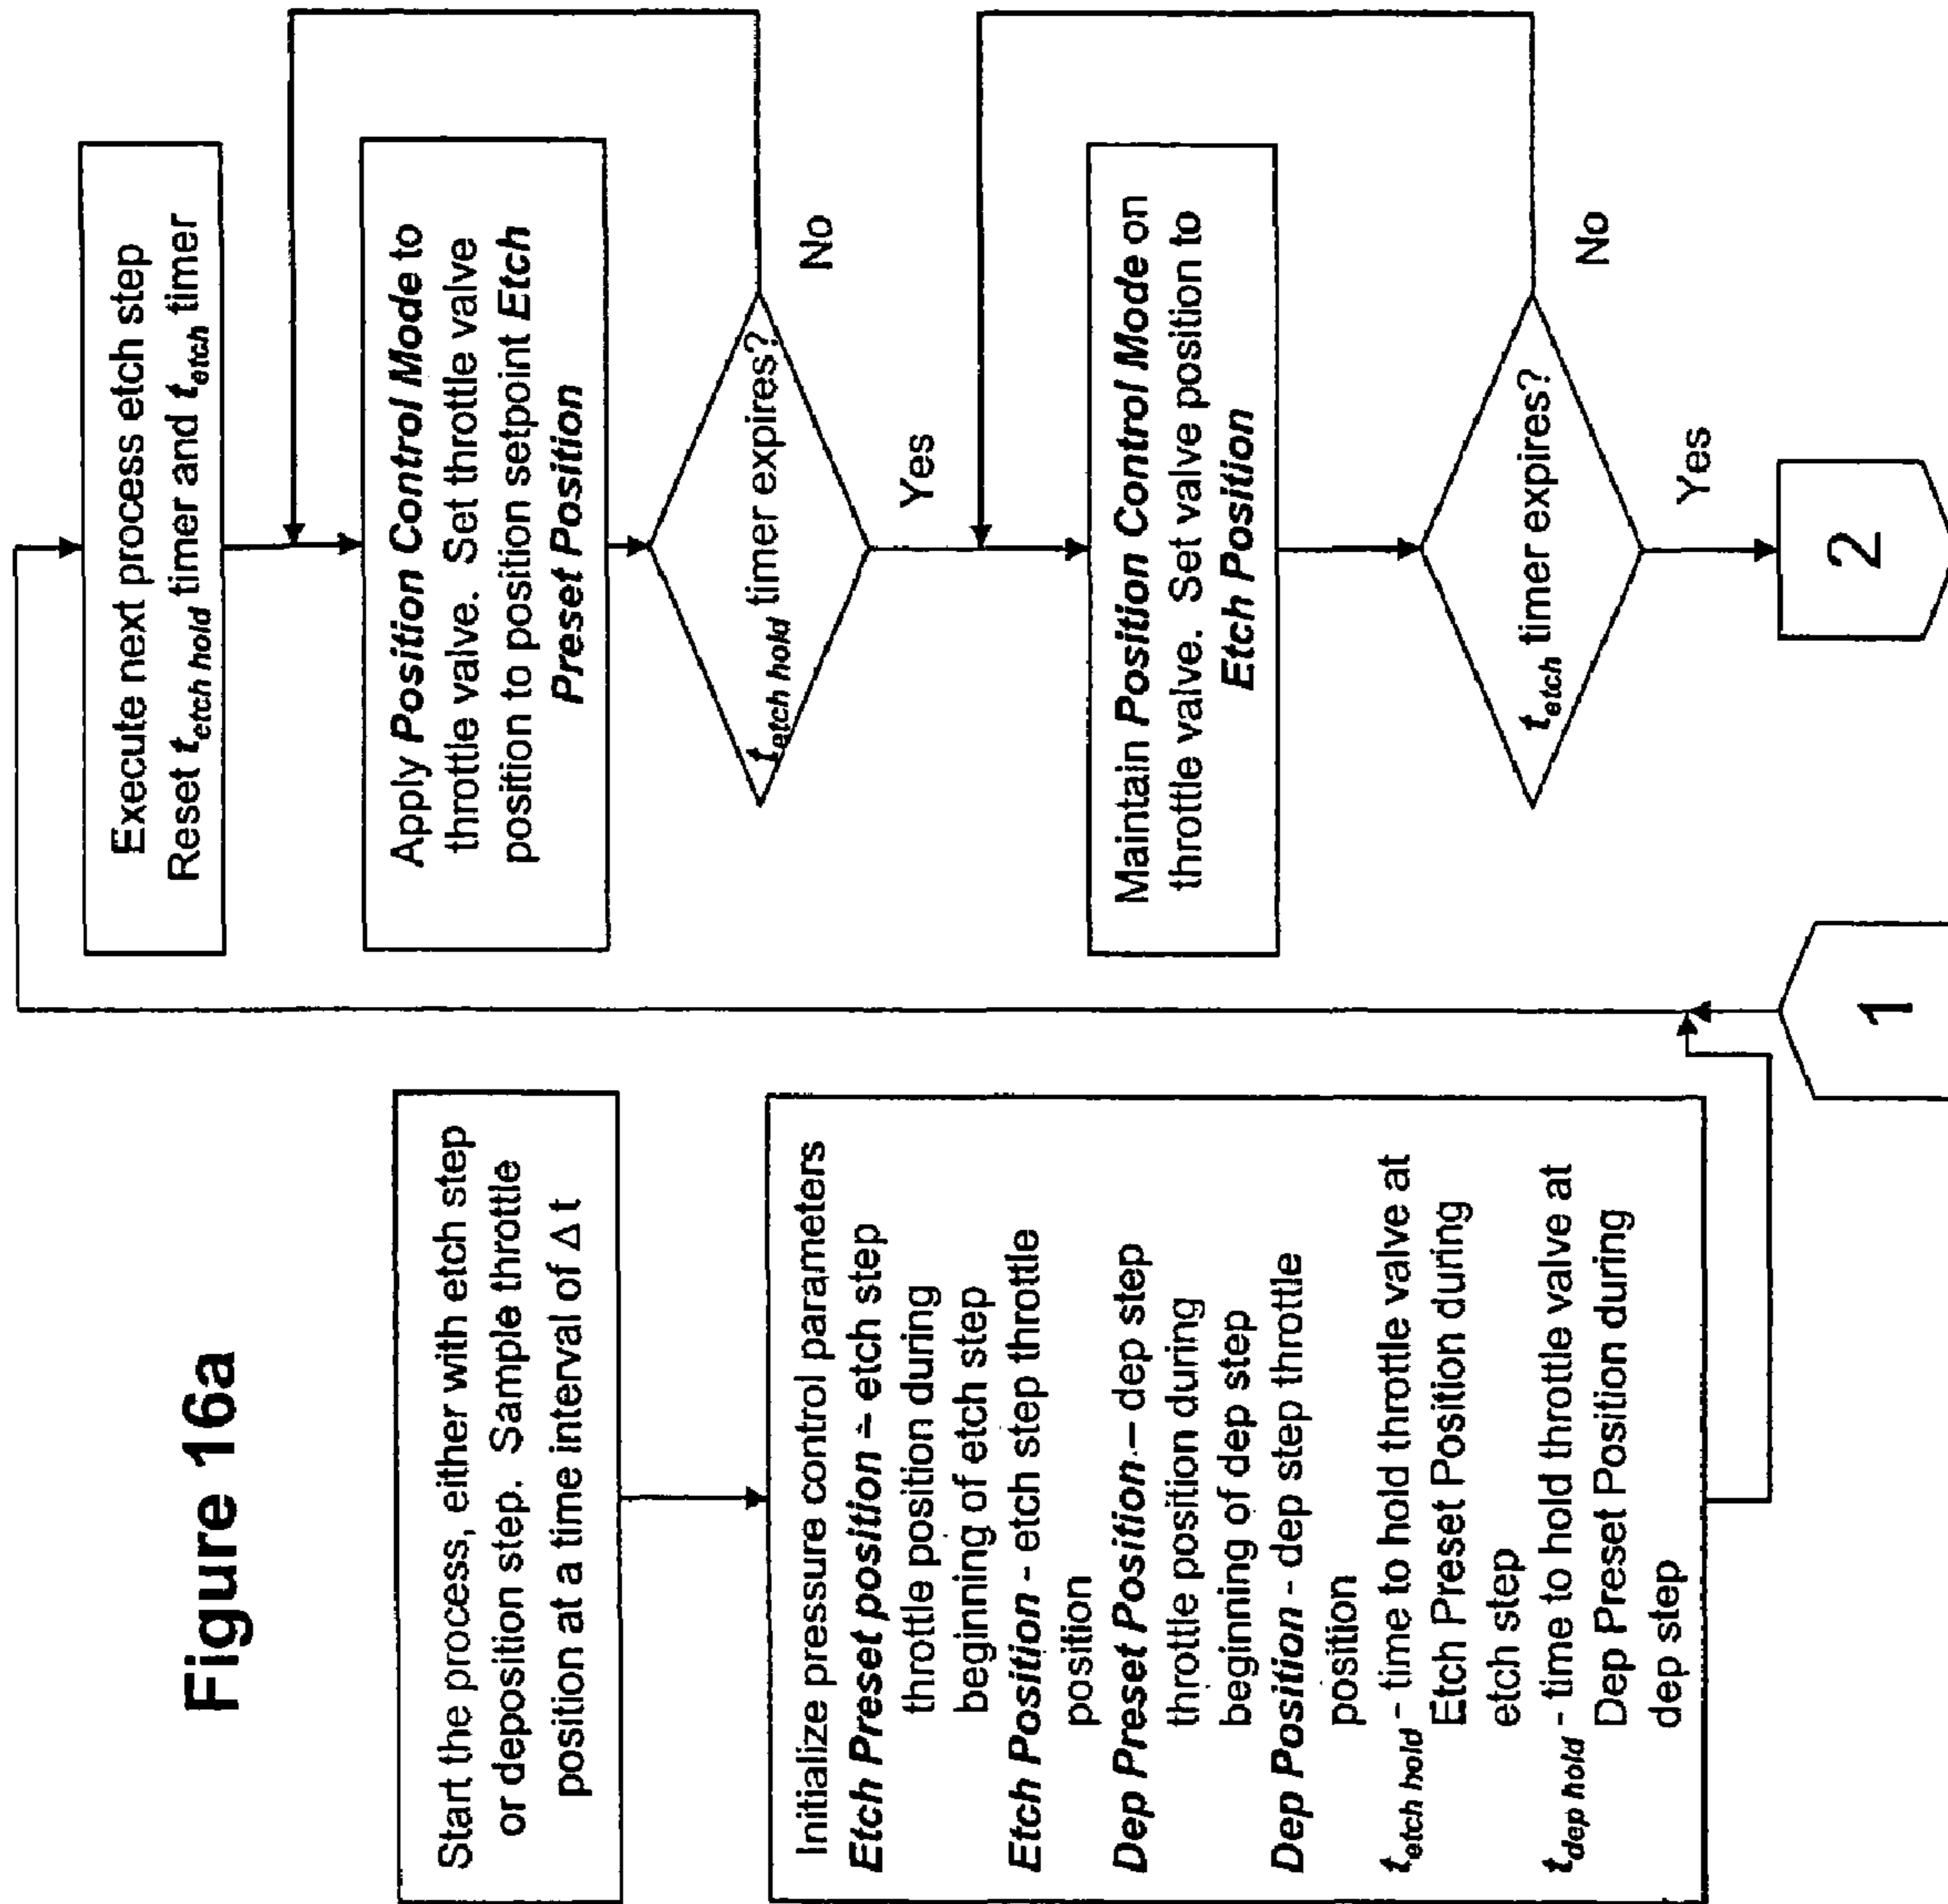 Figure 16a
Start the process, either with etch step
or deposition step. Sample throttle
position at a time interval of Δ t
Initialize pressure control parameters
Etch Preset position – etch step
throttle position during
beginning of etch step
Etch Position - etch step throttle
position
Dep Preset Position – dep step
throttle position during
beginning of dep step
Dep Position - dep step throttle
position
t etch hold - time to hold throttle valve at
Etch Preset Position during
etch step
t dep hold - time to hold throttle valve at
Dep Preset Position during
dep step
1
Execute next process etch step
Reset t etch hold timer and t etch timer
Apply Position Control Mode to
throttle valve. Set throttle valve
position to position setpoint Etch
Preset Position
t etch hold timer expires?
No
Yes
Maintain Position Control Mode on
throttle valve. Set valve position to
Etch Position
t etch timer expires?
No
Yes
2